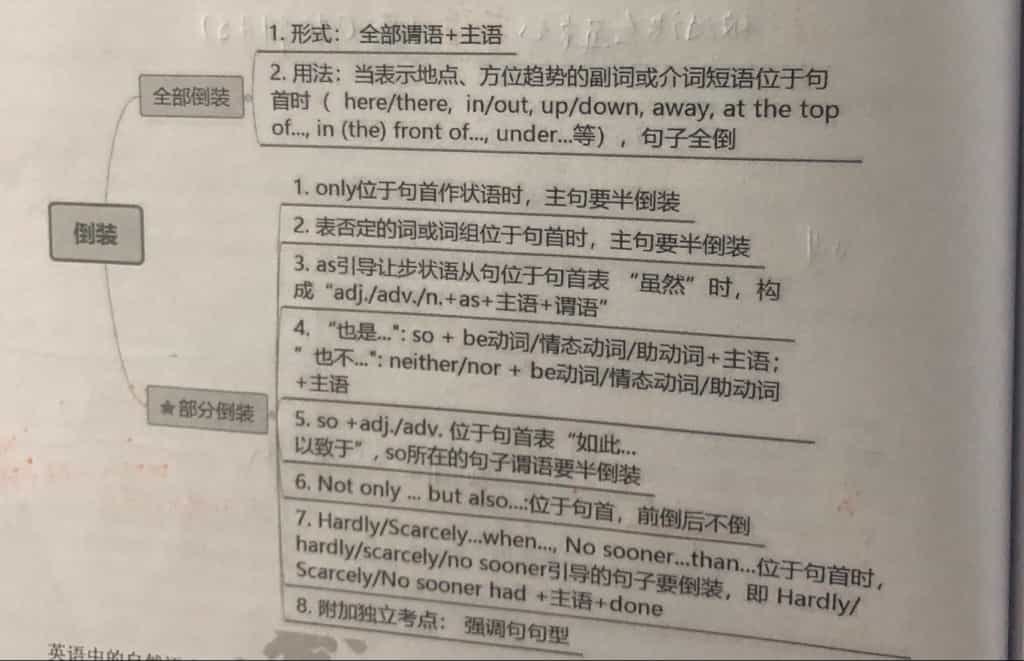 倒装
全部倒装
1. 形式： 全部谓语+主语
2. 用法：当表示地点、方位趋势的副词或介词短语位于句
首时（ here/there, in/out, up/down, away, at the top
of..., in (the) front of..., under...等），句子全倒
★部分倒装
1. only位于句首作状语时，主句要半倒装
2. 表否定的词或词组位于句首时，主句要半倒装
3. as引导让步状语从句位于句首表 “虽然”时，构
成“adj./adv./n.+as+主语+谓语”
4. “也是...": so + be动词/情态动词/助动词+主语；
”也不...": neither/nor + be动词/情态动词/助动词
+主语
5. so +adj./adv. 位于句首表“如此...
以致于”, so所在的句子谓语要半倒装
6. Not only ... but also...:位于句首，前倒后不倒
7. Hardly/Scarcely...when..., No sooner...than...位于句首时，
hardly/scarcely/no sooner引导的句子要倒装，即 Hardly/
Scarcely/No sooner had +主语+done
8. 附加独立考点： 强调句句型
英语中的自然